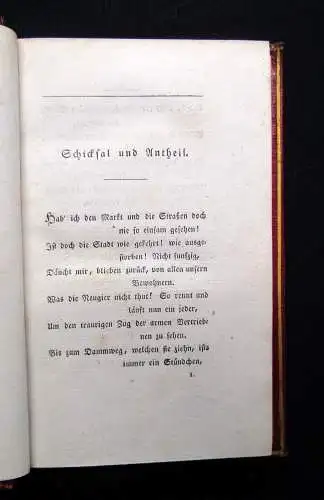 Schicksal und Antheil.
Hab' ich den Markt und die Straßen doch
nie so einsam gesehen!
Ist doch die Stadt wie gekehrt! wie ausge-
storben! Nicht funfzig,
Däucht mir, blieben zurück, von allen unsern
Bewohnern.
Was die Neugier nicht thut! So rennt und
läuft nun ein jeder,
Um den traurigen Zug der armen Vertriebe-
nen zu sehen.
Bis zum Dammweg, welchen sie ziehn, ists
immer ein Stündchen,
1.